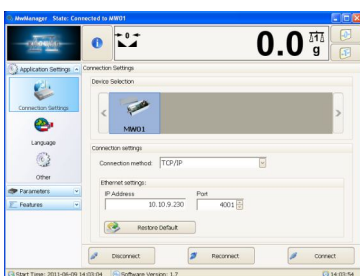 MwManager State: Connected to MW01
0.0 g
Application Settings
Connection Settings
Connection Settings
Device Selection
MW01
Language
Other
Parameters
Features
Connection settings
Connection method: TCP/IP
Ethernet settings:
IP Address Port
10.10.9.230 4001
Restore Default
Disconnect Reconnect Connect
Start Time: 2011-06-09 14:03:04 Software Version: 1.7 14:03:54